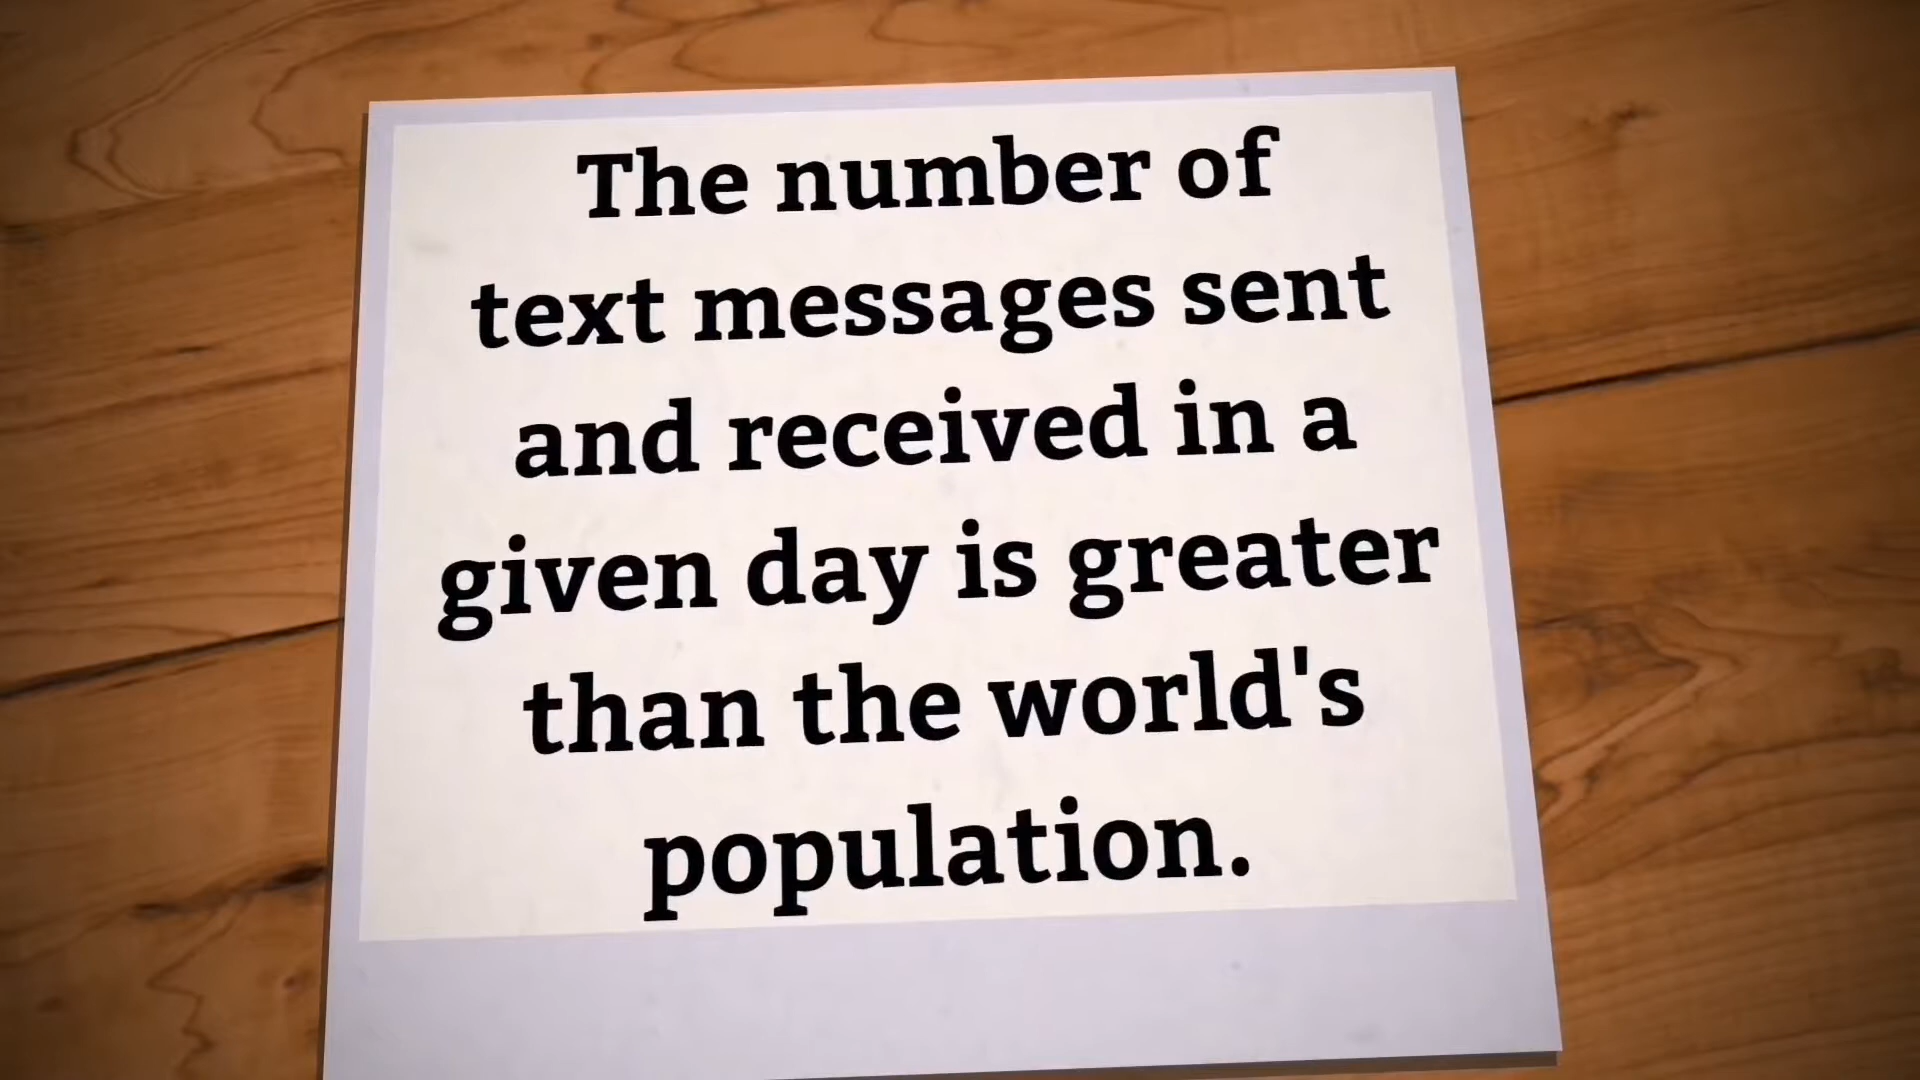 The number of
text messages sent
and received in a
given day is greater
than the world's
population.